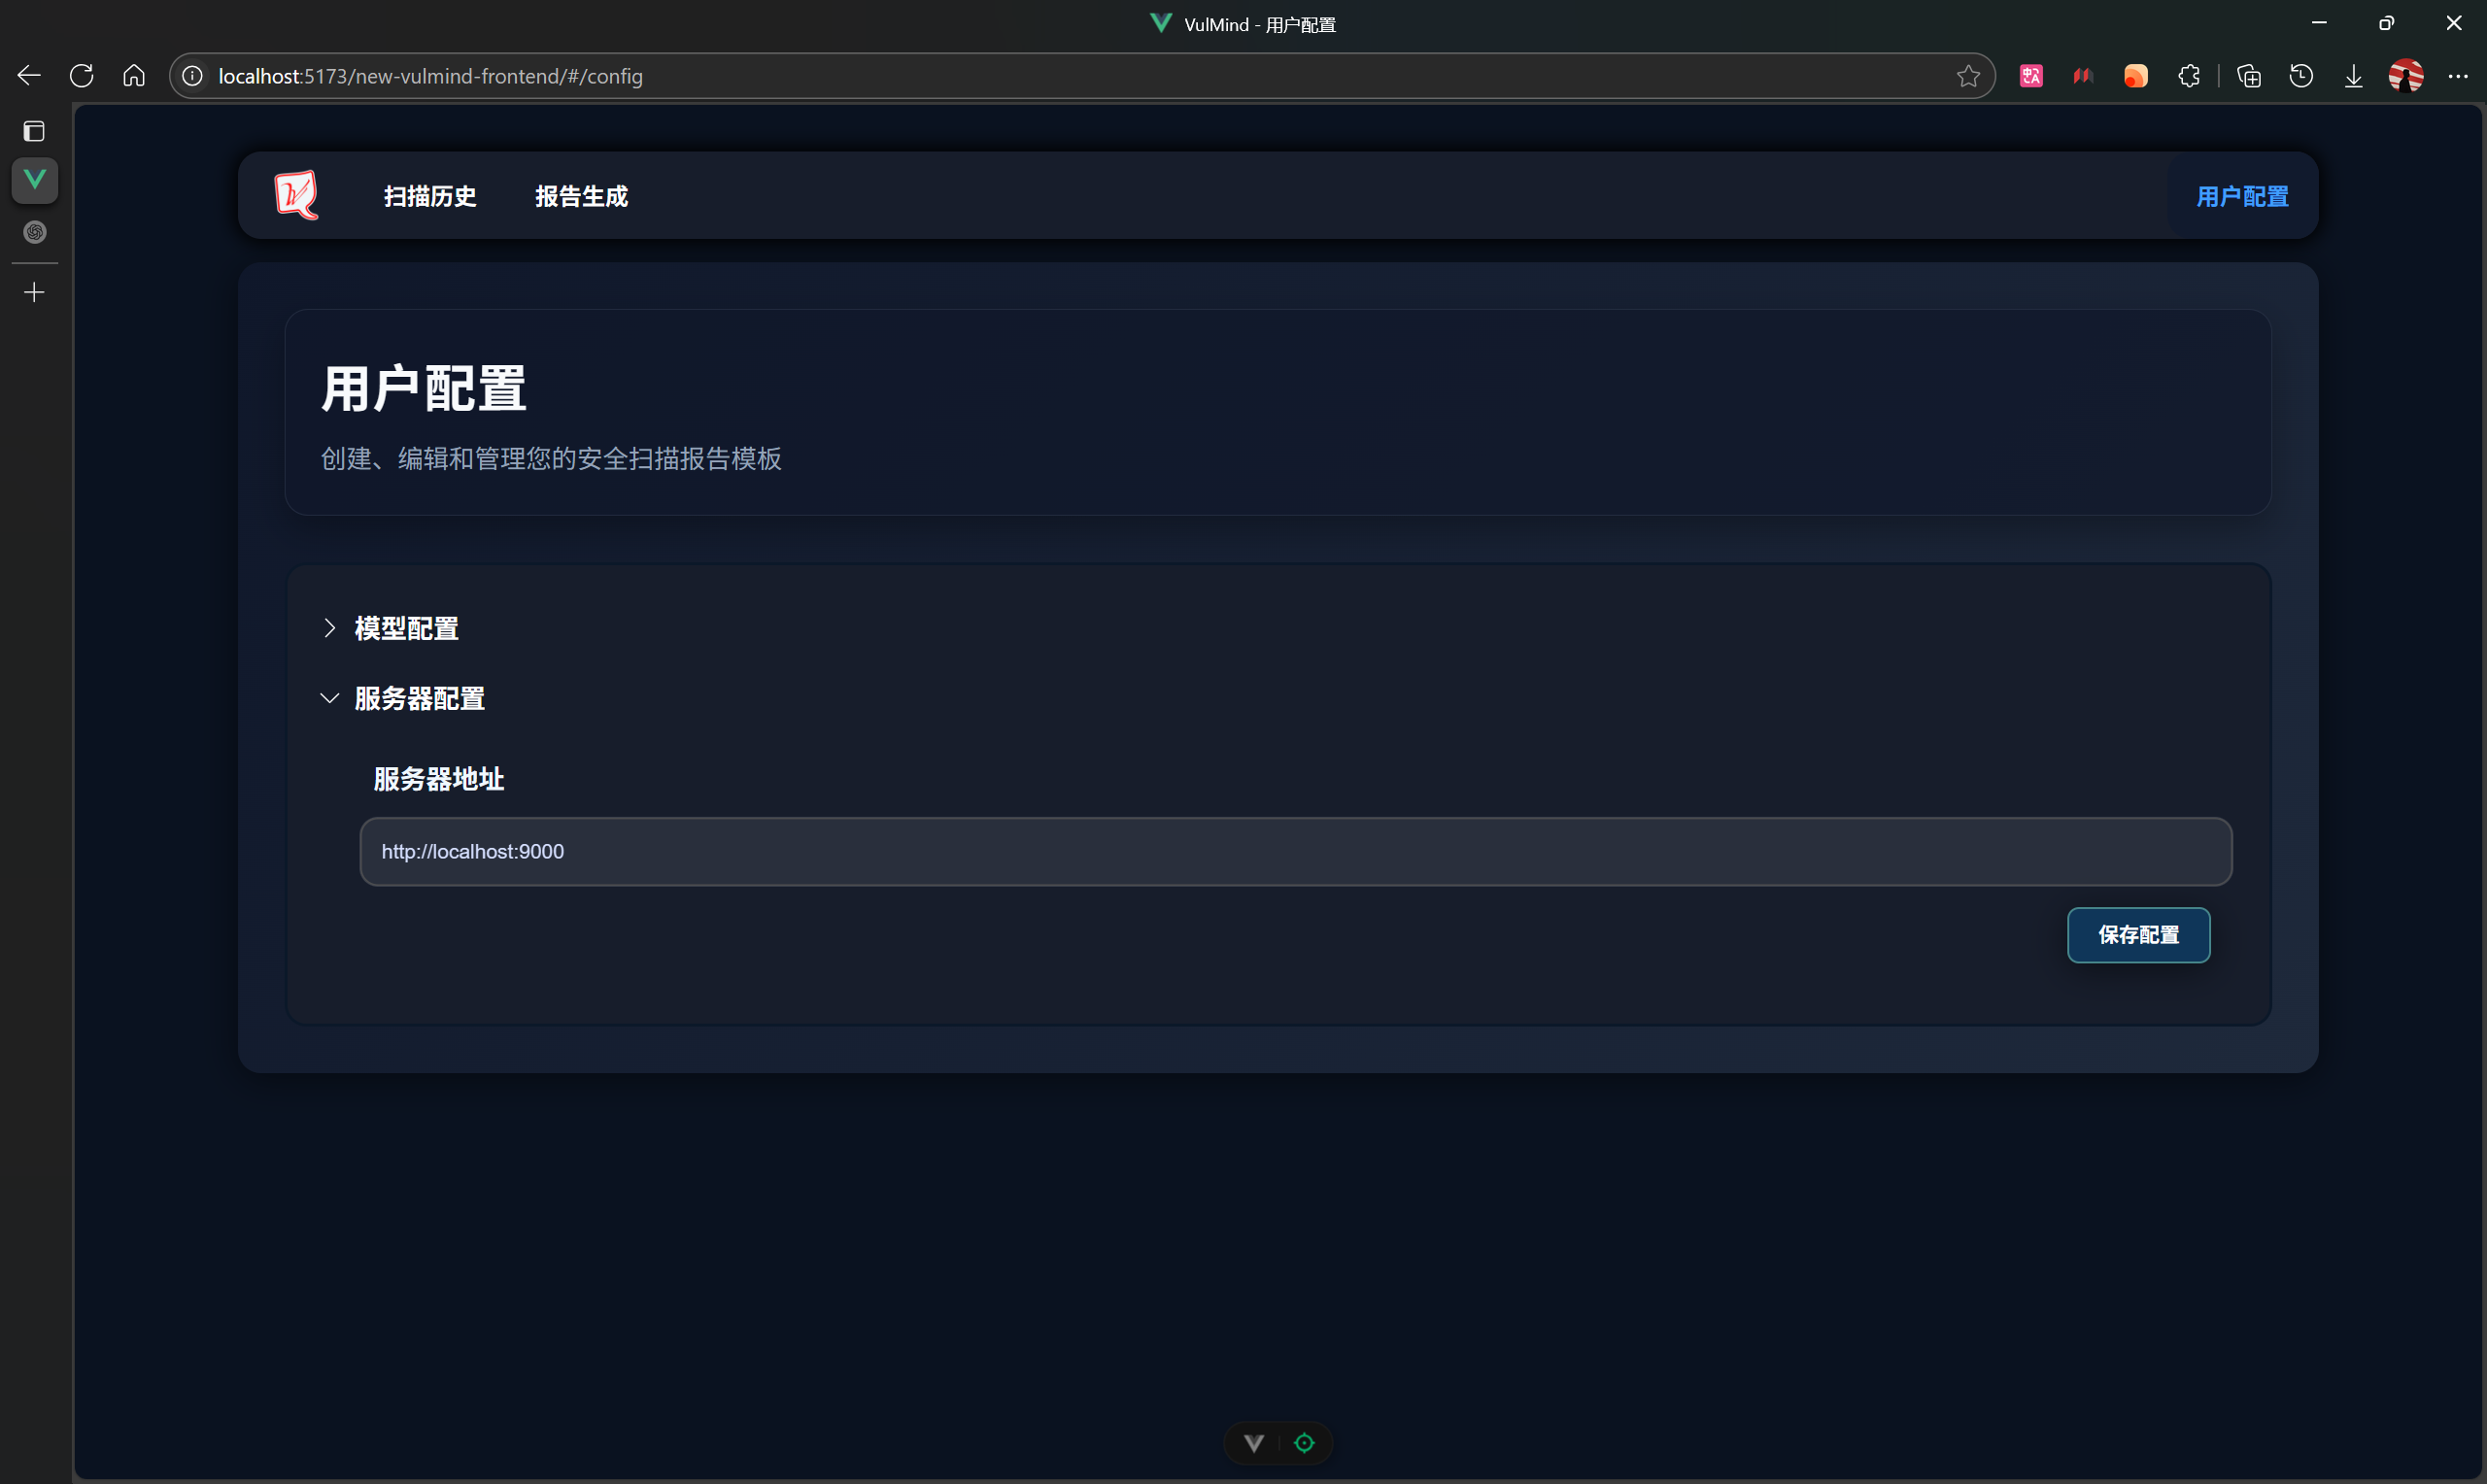 VulMind - 用户配置
localhost:5173/new-vulmind-frontend/#/config
扫描历史
报告生成
用户配置
用户配置
创建、编辑和管理您的安全扫描报告模板
模型配置
服务器配置
服务器地址
http://localhost:9000
保存配置